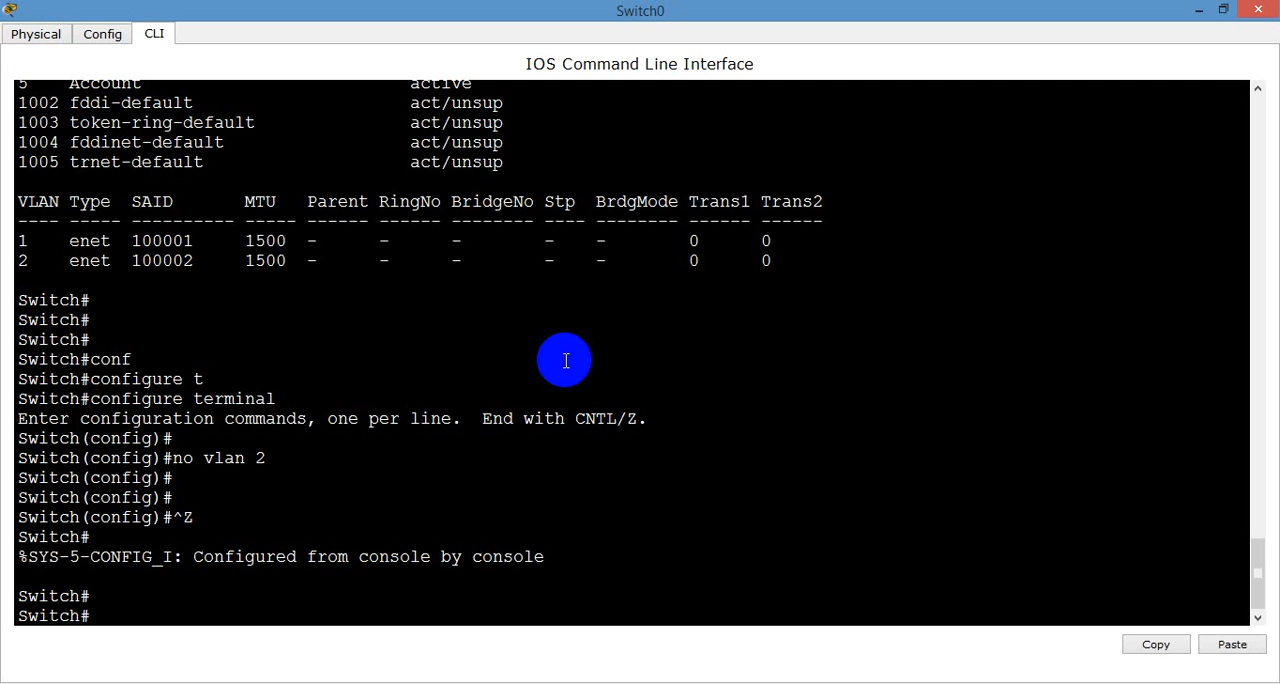 Switch0
Physical Config CLI
IOS Command Line Interface
5    Account                          active
1002 fddi-default                     act/unsup
1003 token-ring-default               act/unsup
1004 fddinet-default                  act/unsup
1005 trnet-default                    act/unsup
VLAN Type  SAID       MTU   Parent RingNo BridgeNo Stp  BrdgMode Trans1 Trans2
---- ----- ---------- ----- ------ ------ -------- ---- -------- ------ ------
1    enet  100001     1500  -      -      -        -    -        0      0
2    enet  100002     1500  -      -      -        -    -        0      0
Switch#
Switch#
Switch#
Switch#conf
Switch#configure t
Switch#configure terminal
Enter configuration commands, one per line.  End with CNTL/Z.
Switch(config)#
Switch(config)#no vlan 2
Switch(config)#
Switch(config)#
Switch(config)#^Z
Switch#
%SYS-5-CONFIG_I: Configured from console by console
Switch#
Switch#
Copy Paste